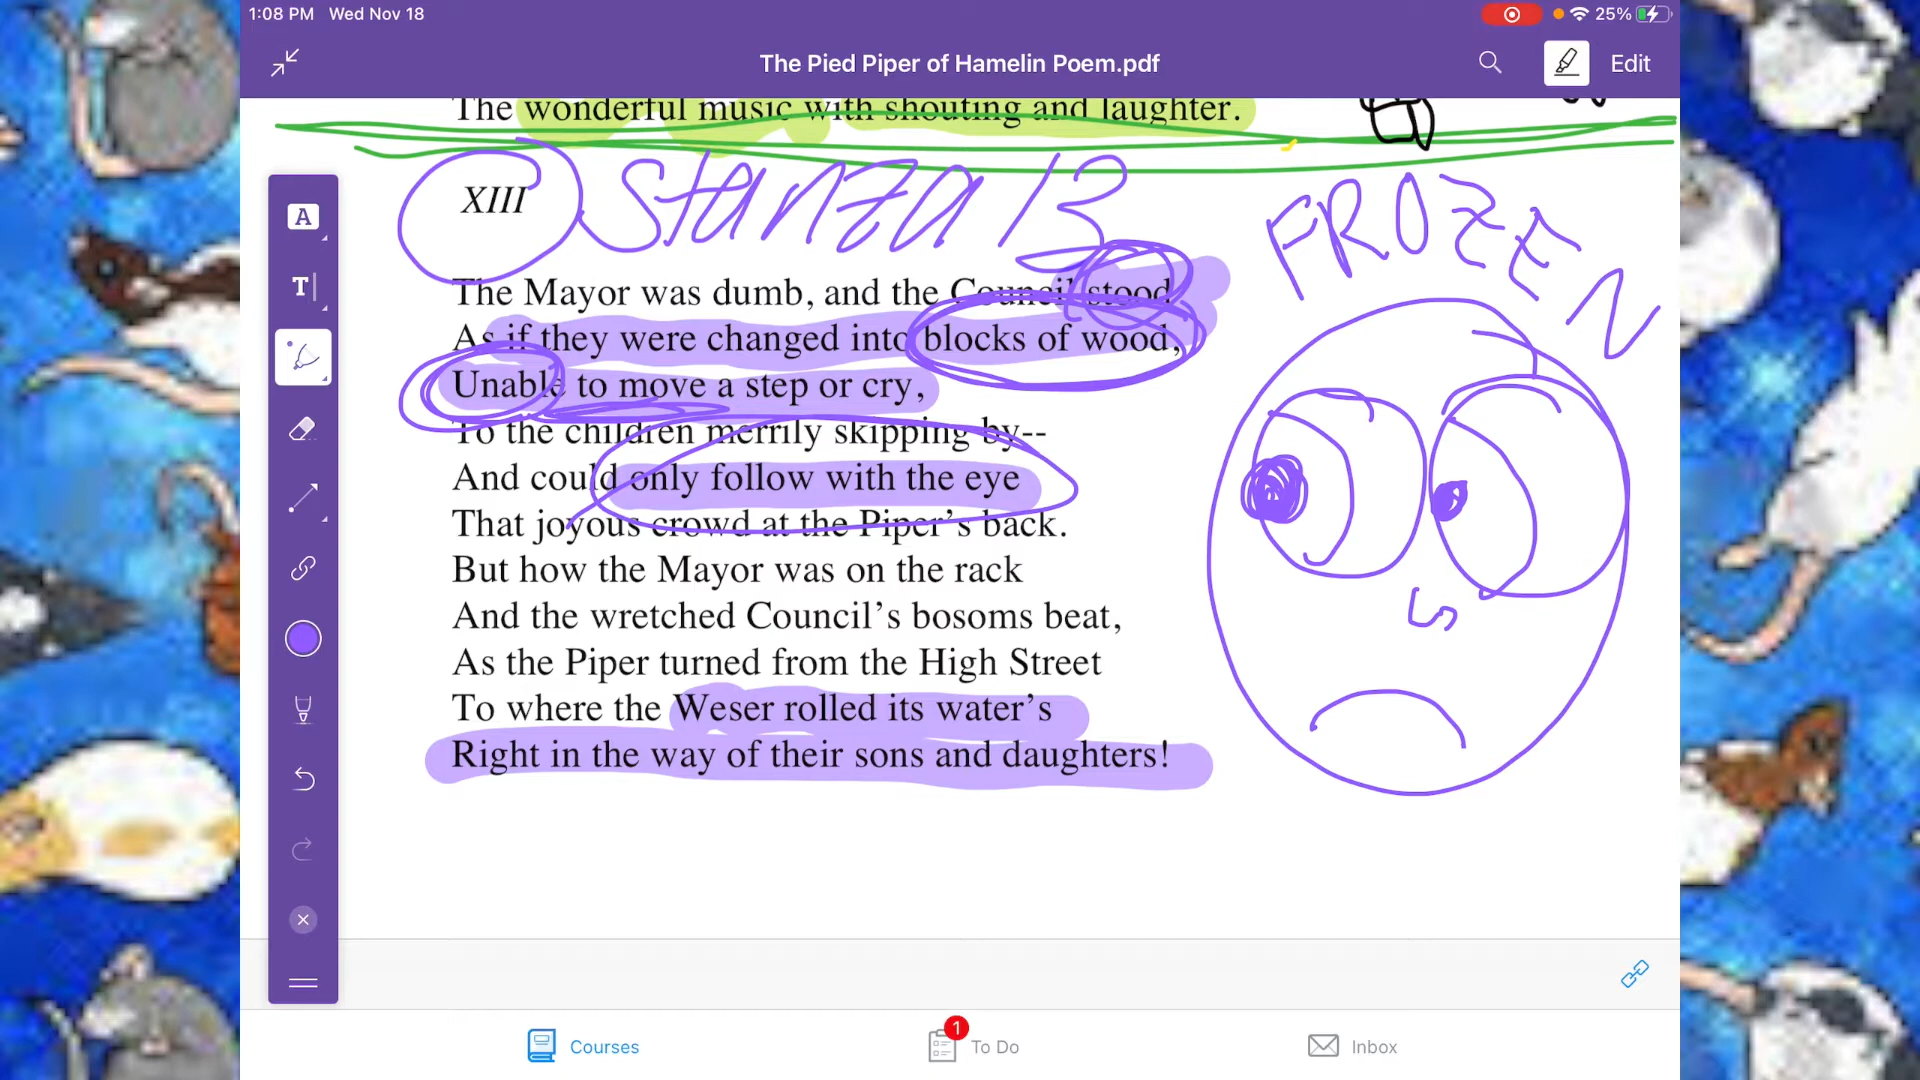 1:08 PM Wed Nov 18
25%
The Pied Piper of Hamelin Poem.pdf
Edit
The wonderful music with shouting and laughter.
XIII
Stanza 13
FROZEN
A
T
The Mayor was dumb, and the Council stood
As if they were changed into blocks of wood,
Unable to move a step or cry,
To the children merrily skipping by--
And could only follow with the eye
That joyous crowd at the Piper's back.
But how the Mayor was on the rack
And the wretched Council's bosoms beat,
As the Piper turned from the High Street
To where the Weser rolled its water's
Right in the way of their sons and daughters!
Courses
1
To Do
Inbox